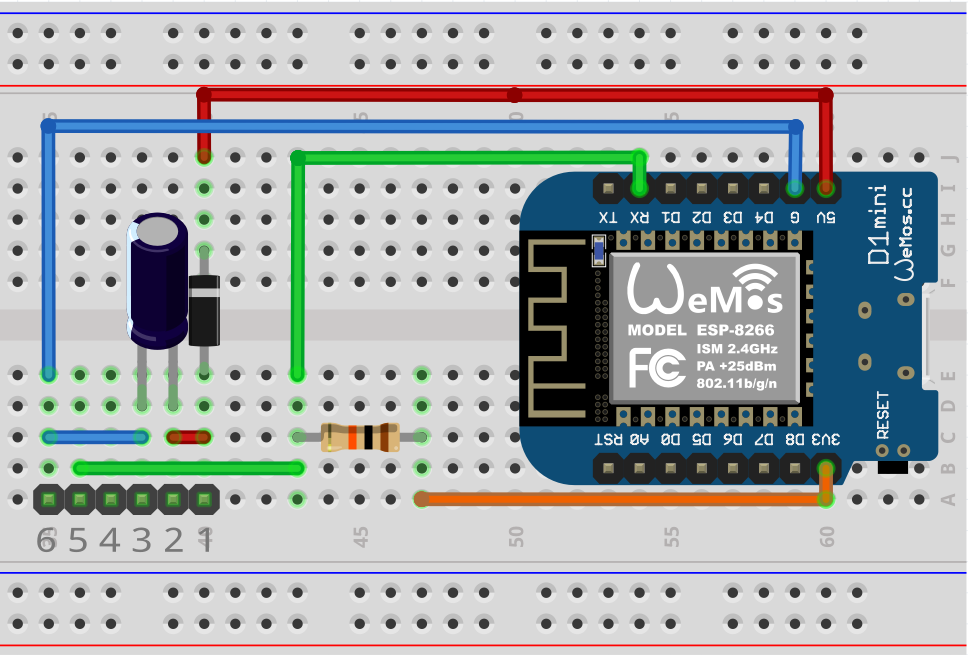 J
I
H
G
F
E
D
C
B
A
TX RX D1 D2 D3 D4 G 5V
D1 mini
WeMos.cc
WeMos
MODEL ESP-8266
FC
ISM 2.4GHz
PA +25dBm
802.11b/g/n
RESET
RST A0 D0 D5 D6 D7 D8 3V3
6 5 4 3 2 1
45 50 55 60